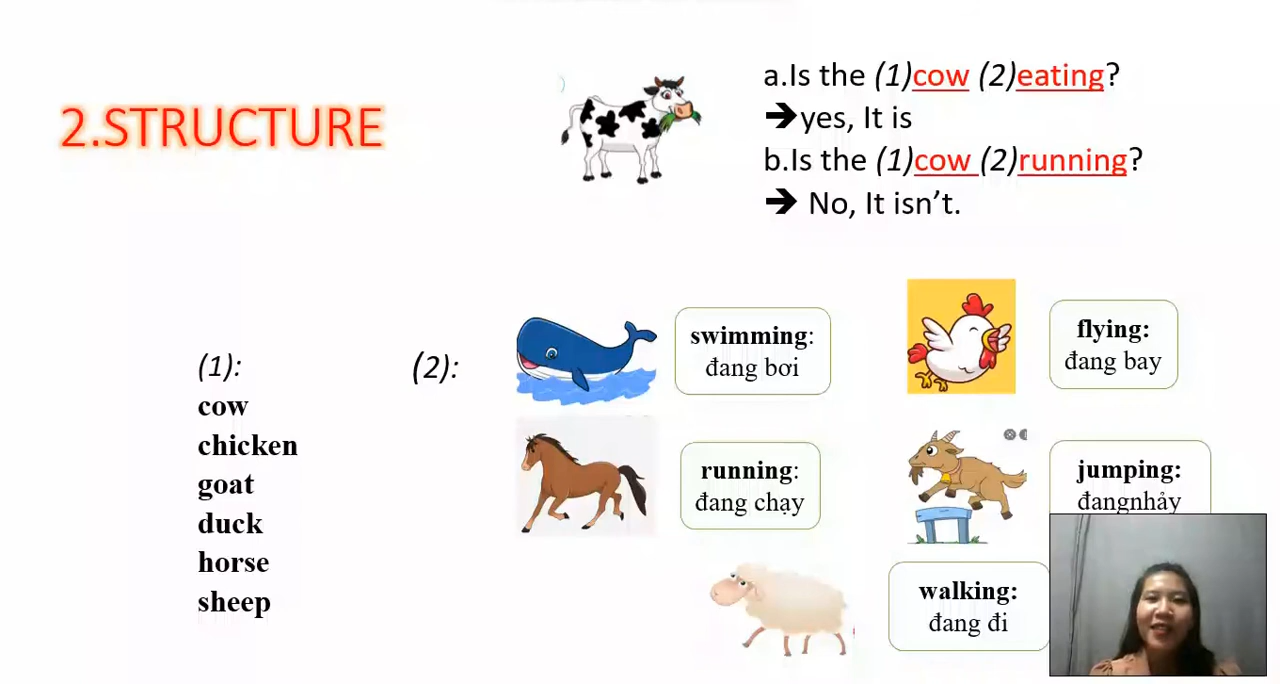 2.STRUCTURE
a.Is the (1)cow (2)eating?
➔yes, It is
b.Is the (1)cow (2)running?
➔ No, It isn’t.
(1):
cow
chicken
goat
duck
horse
sheep
(2):
swimming:
đang bơi
flying:
đang bay
running:
đang chạy
jumping:
đangnhảy
walking:
đang đi